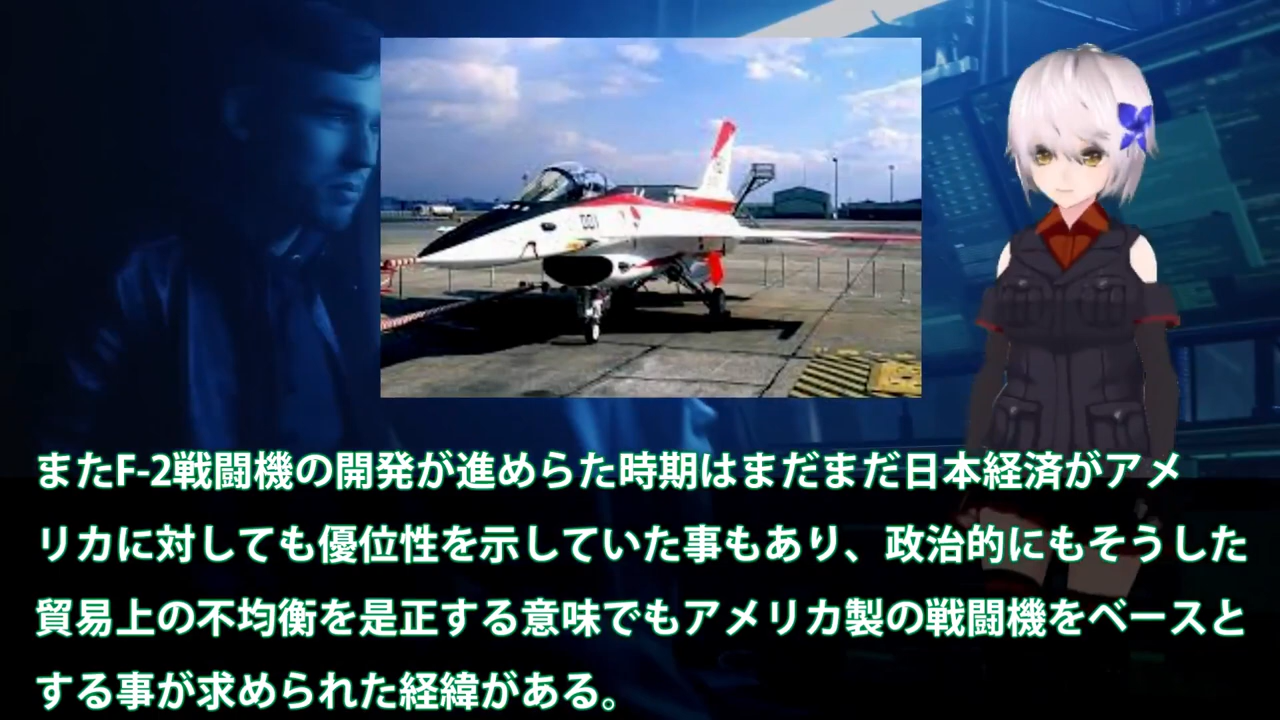 001
またF-2戦闘機の開発が進めらた時期はまだまだ日本経済がアメ
リカに対しても優位性を示していた事もあり、政治的にもそうした
貿易上の不均衡を是正する意味でもアメリカ製の戦闘機をベースと
する事が求められた経緯がある。